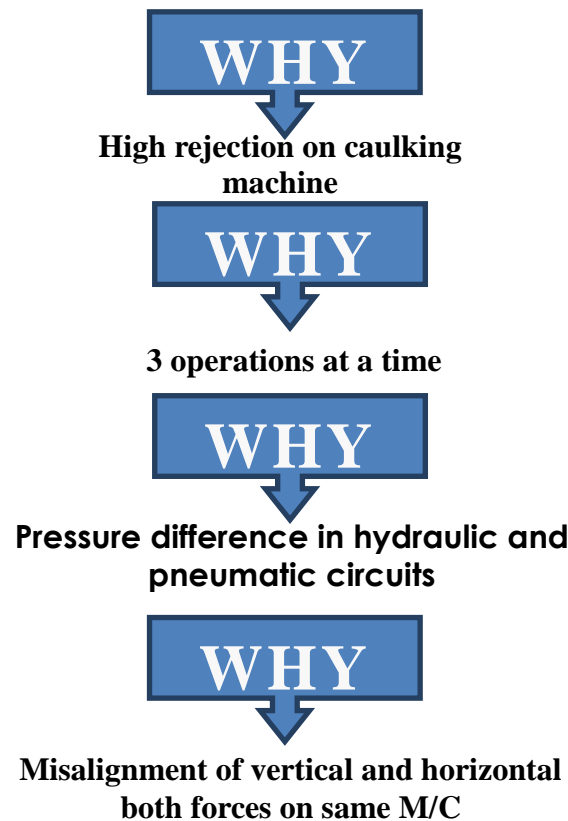 WHY
High rejection on caulking
machine
WHY
3 operations at a time
WHY
Pressure difference in hydraulic and
pneumatic circuits
WHY
Misalignment of vertical and horizontal
both forces on same M/C